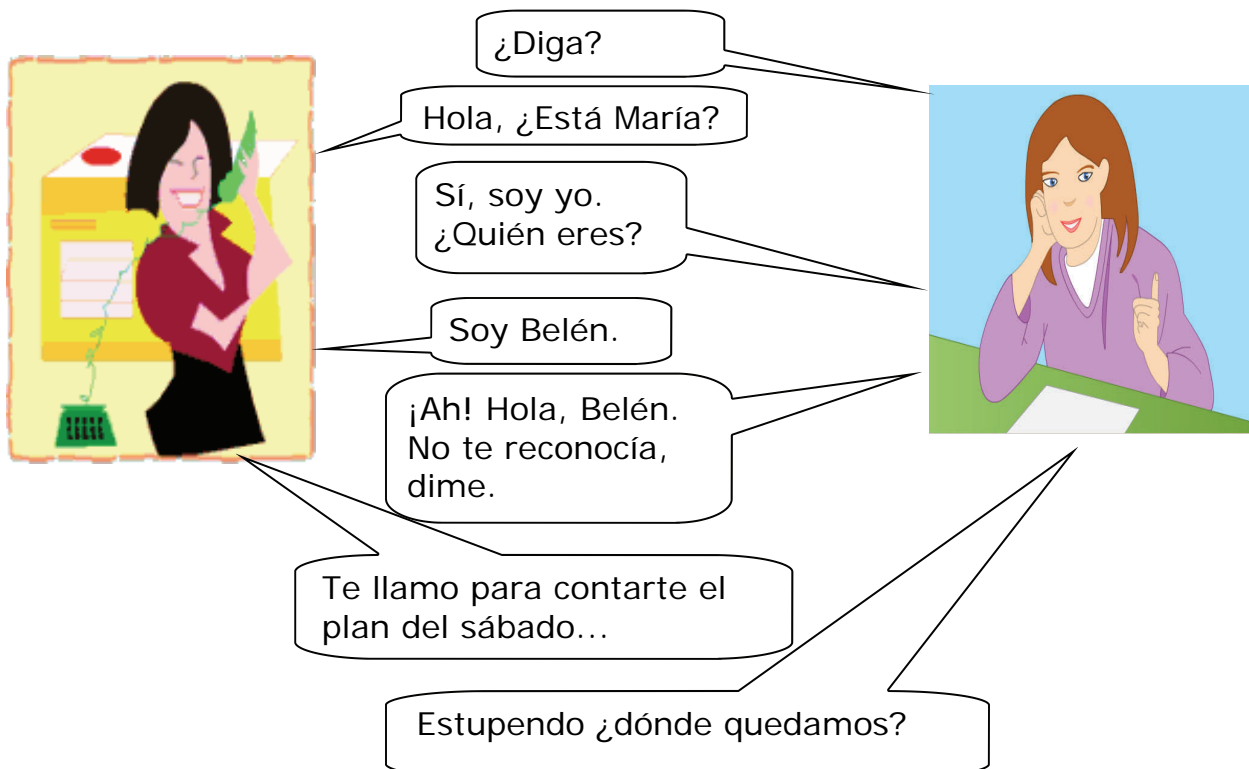 ¿Diga?
Hola, ¿Está María?
Sí, soy yo.
¿Quién eres?
Soy Belén.
¡Ah! Hola, Belén.
No te reconocía,
dime.
Te llamo para contarte el
plan del sábado...
Estupendo ¿dónde quedamos?